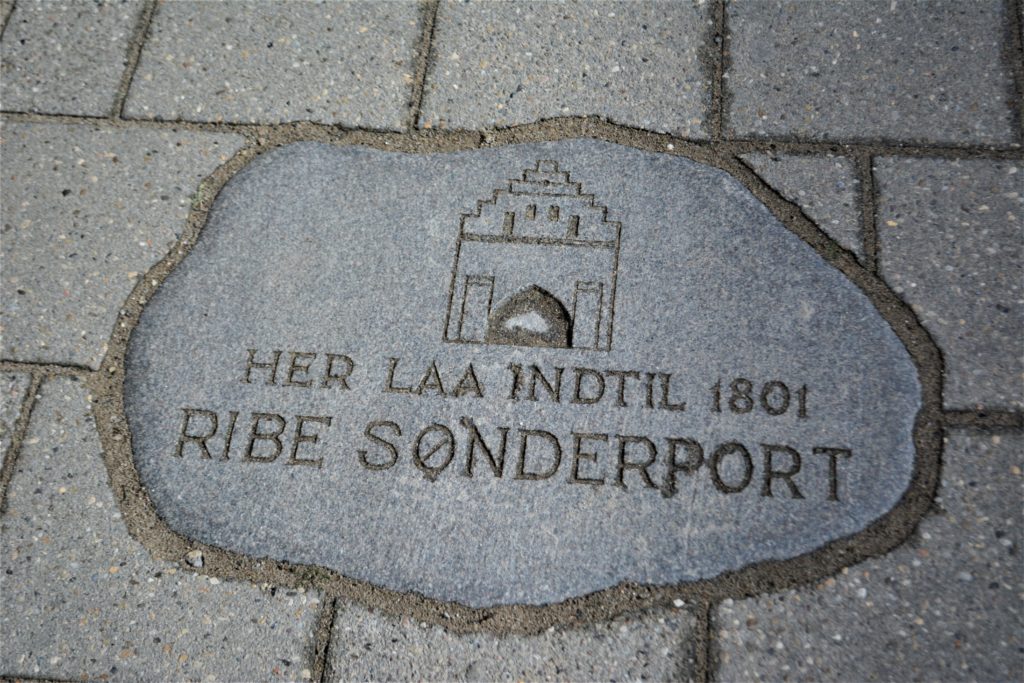 HER LAA INDTIL 1801
RIBE SØNDERPORT